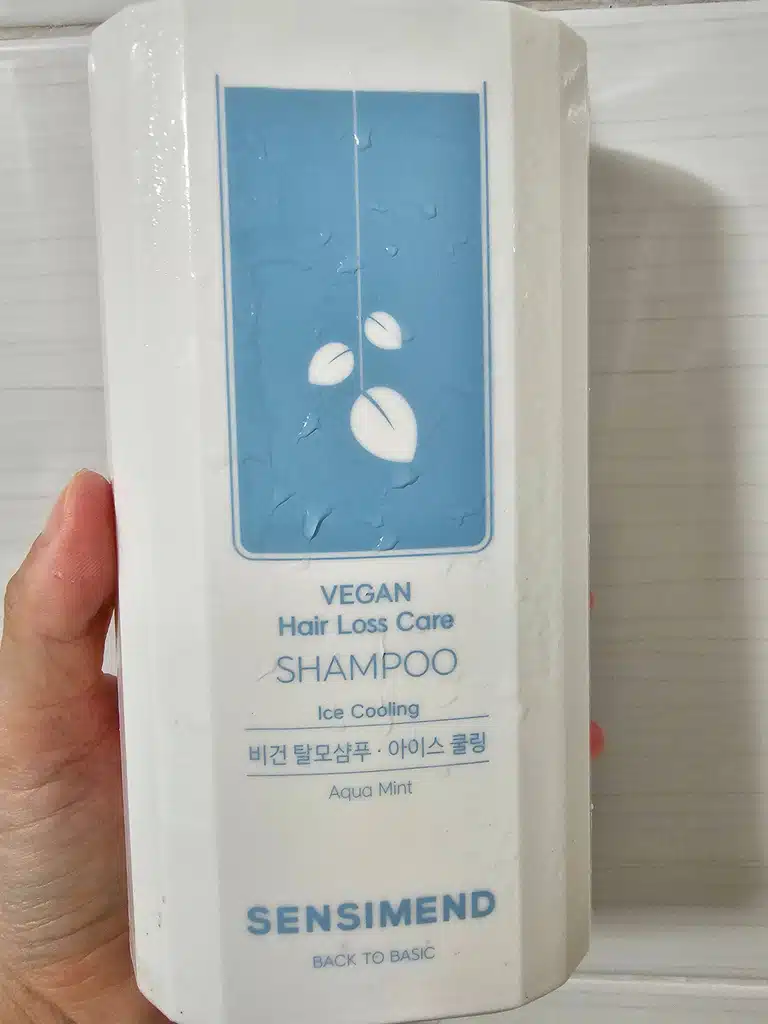 VEGAN
Hair Loss Care
SHAMPOO
Ice Cooling
비건 탈모샴푸 · 아이스 쿨링
Aqua Mint
SENSIMEND
BACK TO BASIC